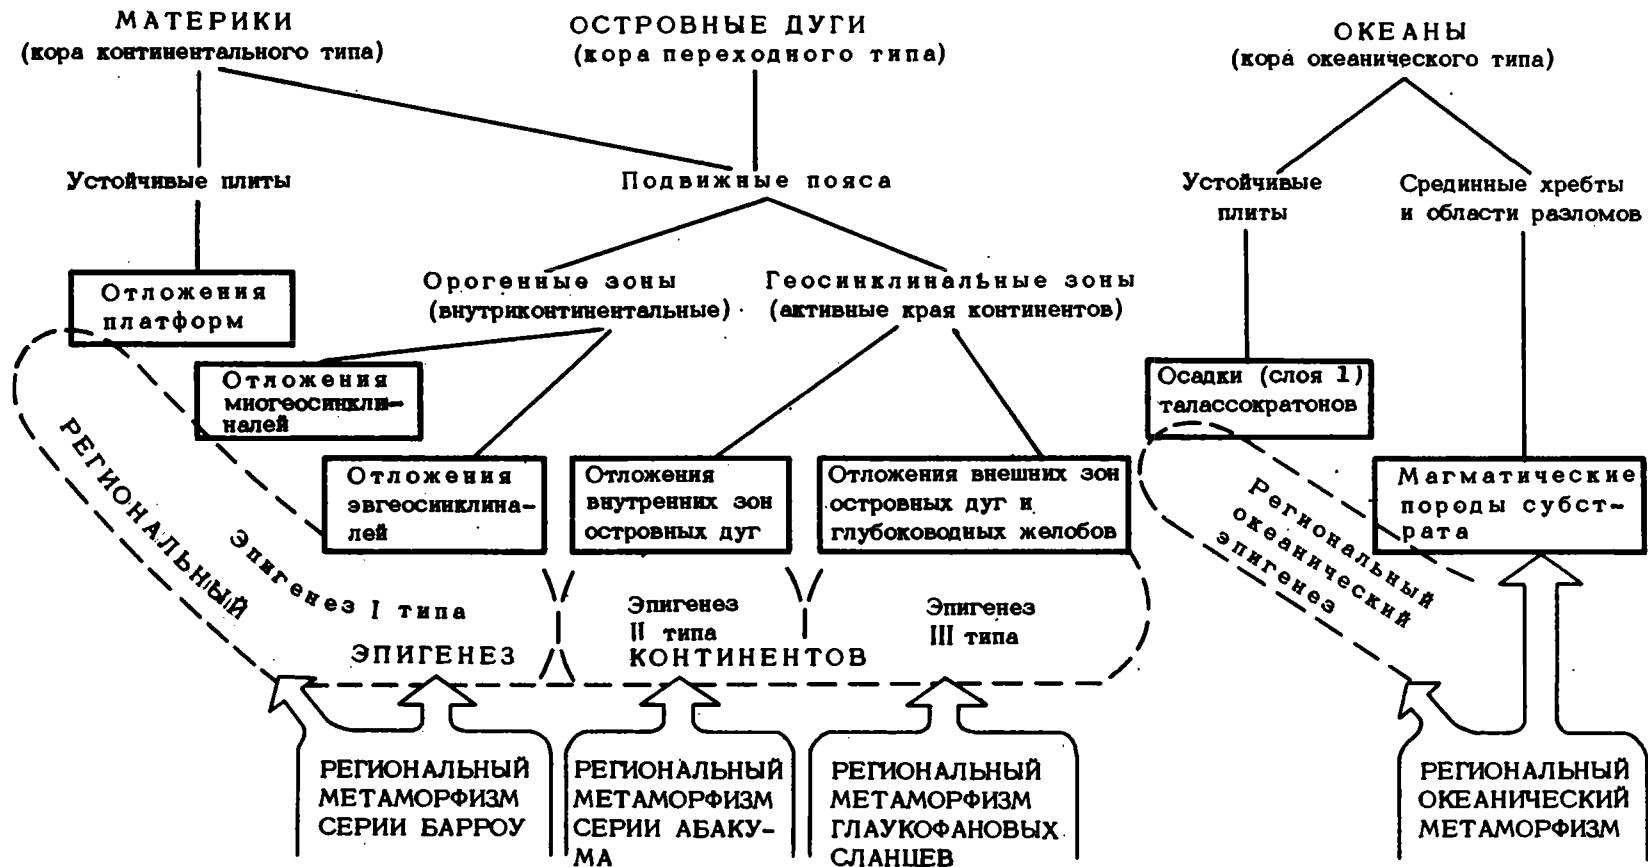 МАТЕРИКИ
(кора континентального типа)
ОСТРОВНЫЕ ДУГИ
(кора переходного типа)
ОКЕАНЫ
(кора океанического типа)
Устойчивые плиты
Подвижные пояса
Устойчивые
плиты
Срединные хребты
и области разломов
Отложения
платформ
Орогенные зоны
(внутриконтинентальные)
Геосинклинальные зоны
(активные края континентов)
Отложения
миогеосинкли-
налей
Осадки (слоя 1)
талассократонов
Отложения
эвгеосинклина-
лей
Отложения
внутренних зон
островных дуг
Отложения внешних зон
островных дуг и
глубоководных желобов
Магматические
породы субст-
рата
РЕГИОНАЛЬНЫЙ
Эпигенез I типа
Эпигенез
II типа
Эпигенез
III типа
ЭПИГЕНЕЗ
КОНТИНЕНТОВ
Региональный
океанический
эпигенез
РЕГИОНАЛЬНЫЙ
МЕТАМОРФИЗМ
СЕРИИ БАРРОУ
РЕГИОНАЛЬНЫЙ
МЕТАМОРФИЗМ
СЕРИИ АБАКУ-
МА
РЕГИОНАЛЬНЫЙ
МЕТАМОРФИЗМ
ГЛАУКОФАНОВЫХ
СЛАНЦЕВ
РЕГИОНАЛЬНЫЙ
ОКЕАНИЧЕСКИЙ
МЕТАМОРФИЗМ